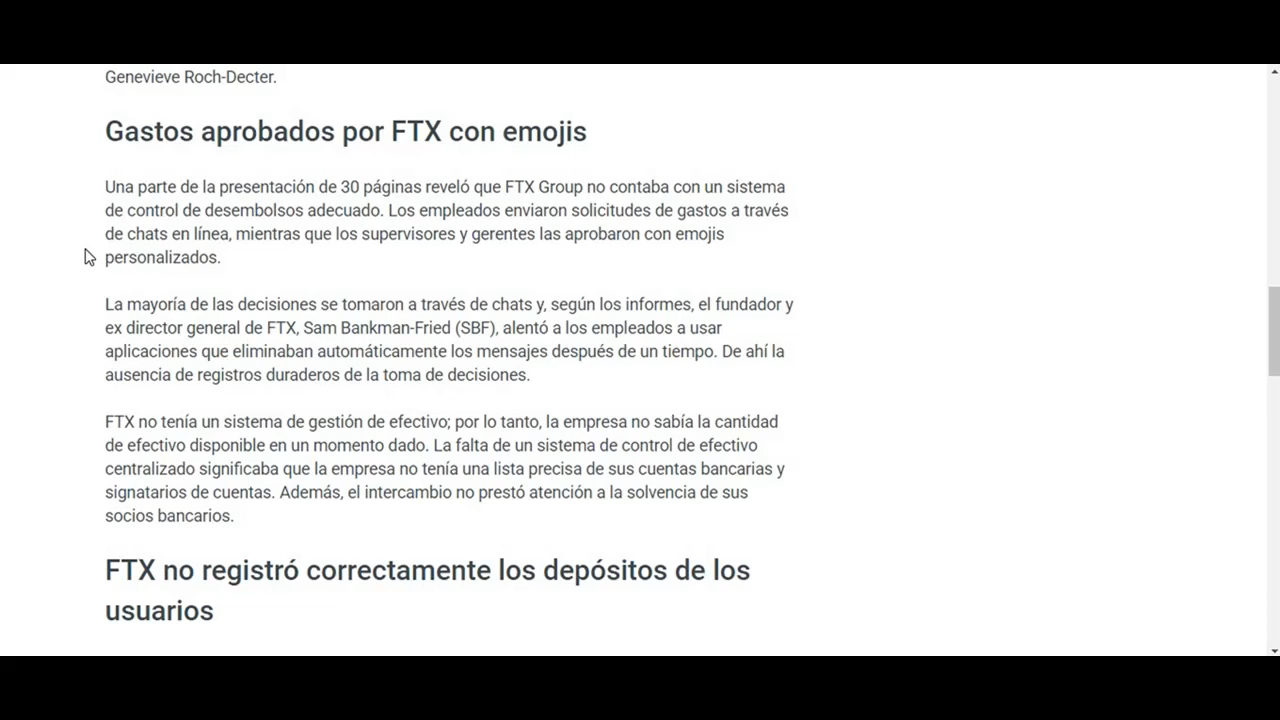 Genevieve Roch-Decter.
Gastos aprobados por FTX con emojis
Una parte de la presentación de 30 páginas reveló que FTX Group no contaba con un sistema
de control de desembolsos adecuado. Los empleados enviaron solicitudes de gastos a través
de chats en línea, mientras que los supervisores y gerentes las aprobaron con emojis
personalizados.
La mayoría de las decisiones se tomaron a través de chats y, según los informes, el fundador y
ex director general de FTX, Sam Bankman-Fried (SBF), alentó a los empleados a usar
aplicaciones que eliminaban automáticamente los mensajes después de un tiempo. De ahí la
ausencia de registros duraderos de la toma de decisiones.
FTX no tenía un sistema de gestión de efectivo; por lo tanto, la empresa no sabía la cantidad
de efectivo disponible en un momento dado. La falta de un sistema de control de efectivo
centralizado significaba que la empresa no tenía una lista precisa de sus cuentas bancarias y
signatarios de cuentas. Además, el intercambio no prestó atención a la solvencia de sus
socios bancarios.
FTX no registró correctamente los depósitos de los
usuarios